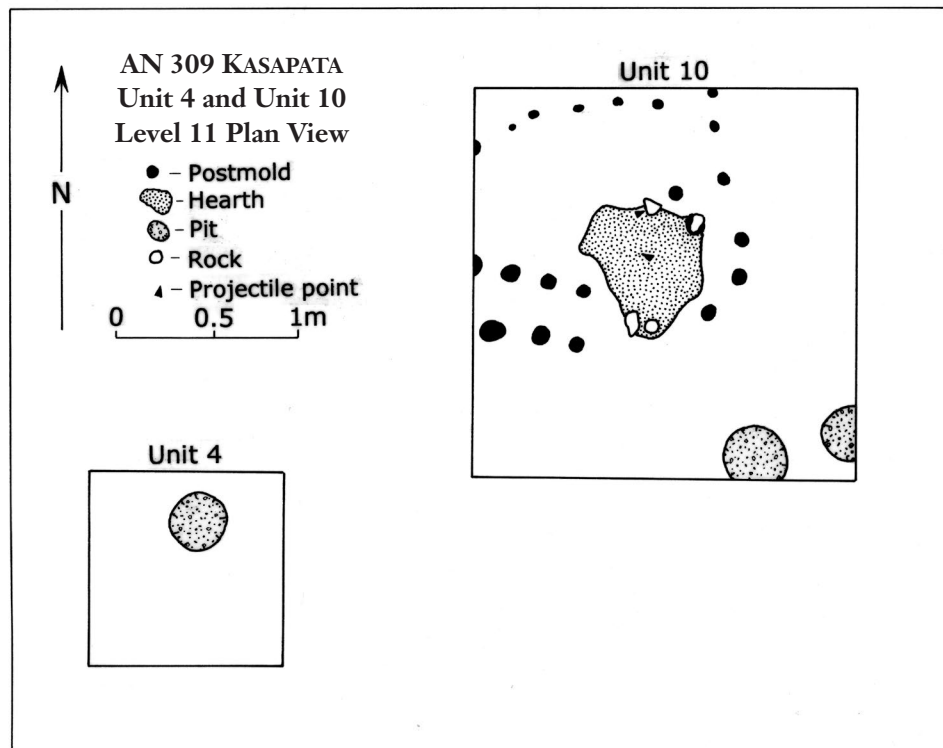 AN 309 KASAPATA
Unit 4 and Unit 10
Level 11 Plan View
– Postmold
– Hearth
– Pit
– Rock
– Projectile point
0 0.5 1m
N
Unit 10
Unit 4